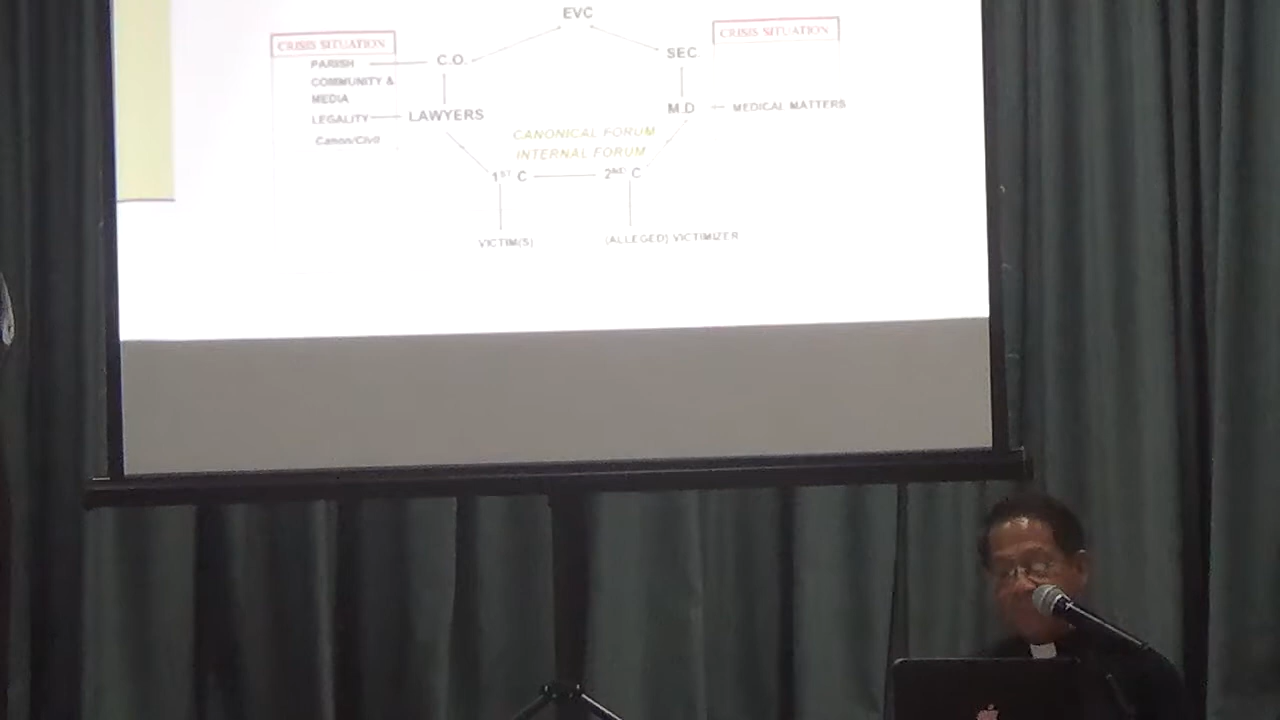 EVC
CRISIS SITUATION
CRISIS SITUATION
C.O.
SEC
PARISH
COMMUNITY &
MEDIA
M.D
MEDICAL MATTERS
LEGALITY
LAWYERS
CANONICAL FORUM
Canon/Civil
INTERNAL FORUM
1ST C
2ND C
VICTIM(S)
(ALLEGED) VICTIMIZER